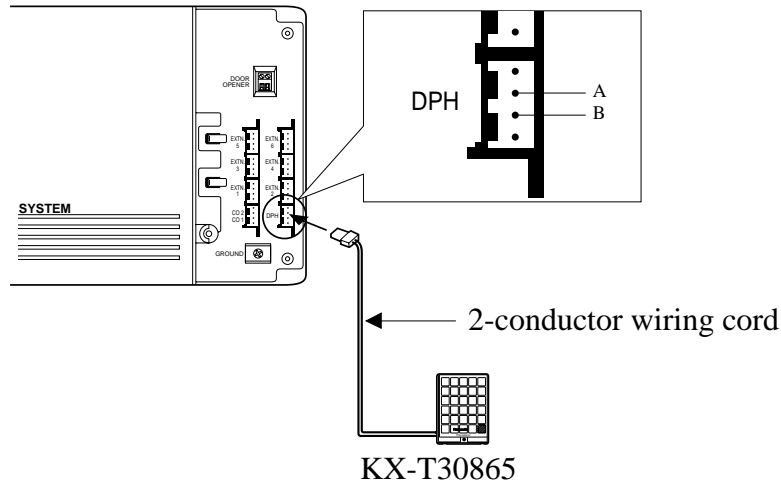 DOOR
OPENER
EXTN.
5
EXTN.
6
EXTN.
3
EXTN.
4
EXTN.
1
EXTN.
2
CO 2
CO 1
DPH
GROUND
SYSTEM
DPH
A
B
2-conductor wiring cord
KX-T30865